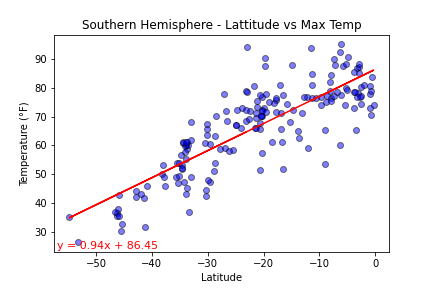 Southern Hemisphere - Lattitude vs Max Temp
Temperature (°F)
90
80
70
60
50
40
30
y = 0.94x + 86.45
−50 −40 −30 −20 −10 0
Latitude